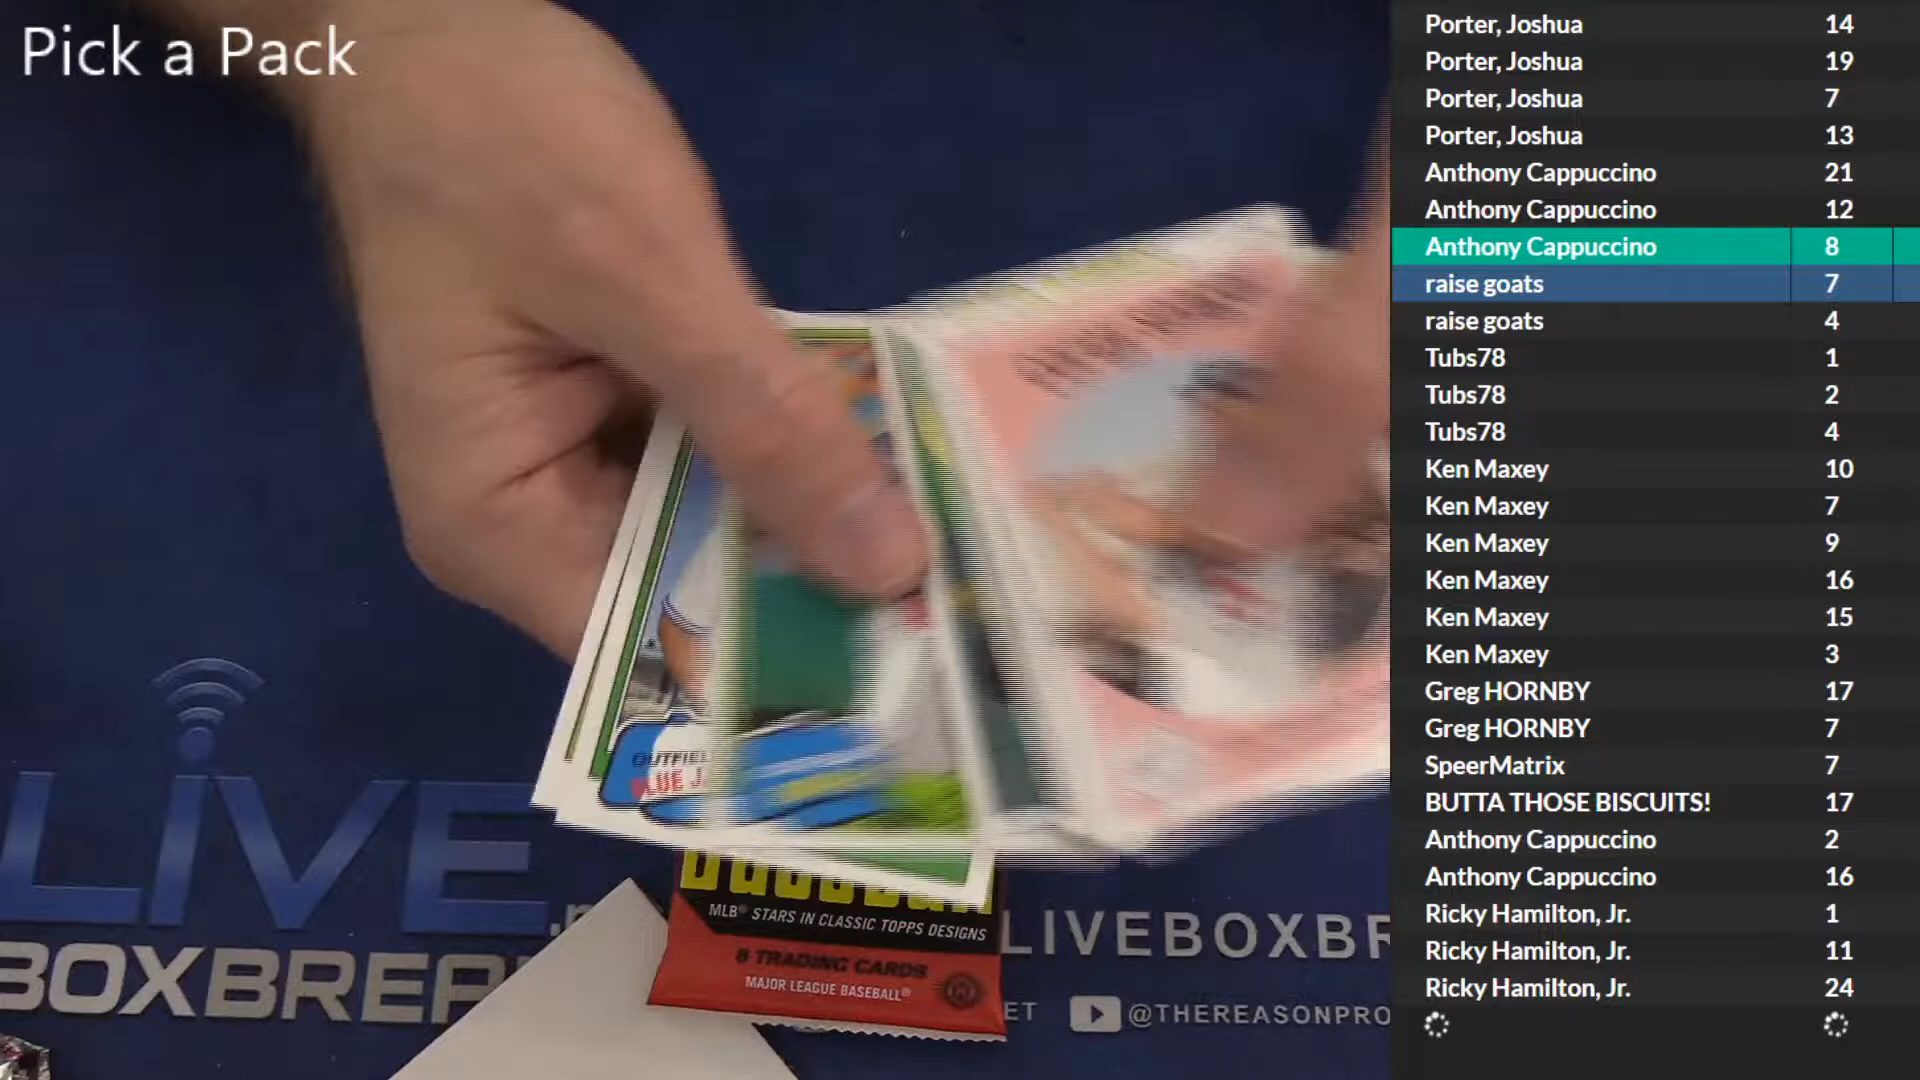 Pick a Pack
Porter, Joshua 14
Porter, Joshua 19
Porter, Joshua 7
Porter, Joshua 13
Anthony Cappuccino 21
Anthony Cappuccino 12
Anthony Cappuccino 8
raise goats 7
raise goats 4
Tubs78 1
Tubs78 2
Tubs78 4
Ken Maxey 10
Ken Maxey 7
Ken Maxey 9
Ken Maxey 16
Ken Maxey 15
Ken Maxey 3
Greg HORNBY 17
Greg HORNBY 7
SpeerMatrix 7
BUTTA THOSE BISCUITS! 17
Anthony Cappuccino 2
Anthony Cappuccino 16
Ricky Hamilton, Jr. 1
Ricky Hamilton, Jr. 11
Ricky Hamilton, Jr. 24
OUTFIEL
BLUE J
MLB® STARS IN CLASSIC TOPPS DESIGNS
8 TRADING CARDS
MAJOR LEAGUE BASEBALL®
LIVE
BOXBREA
LIVEBOXBR
ET
@THEREASONPRO